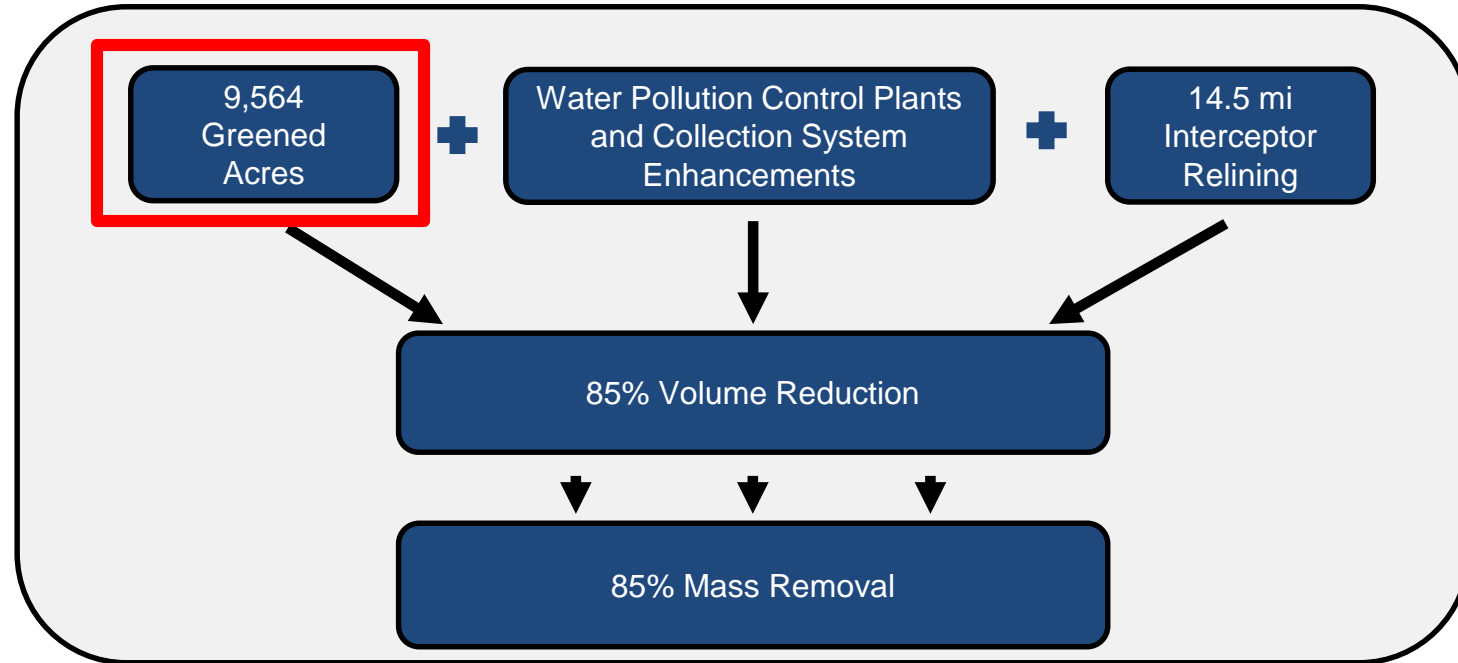 9,564
Greened
Acres
Water Pollution Control Plants
and Collection System
Enhancements
14.5 mi
Interceptor
Relining
85% Volume Reduction
85% Mass Removal